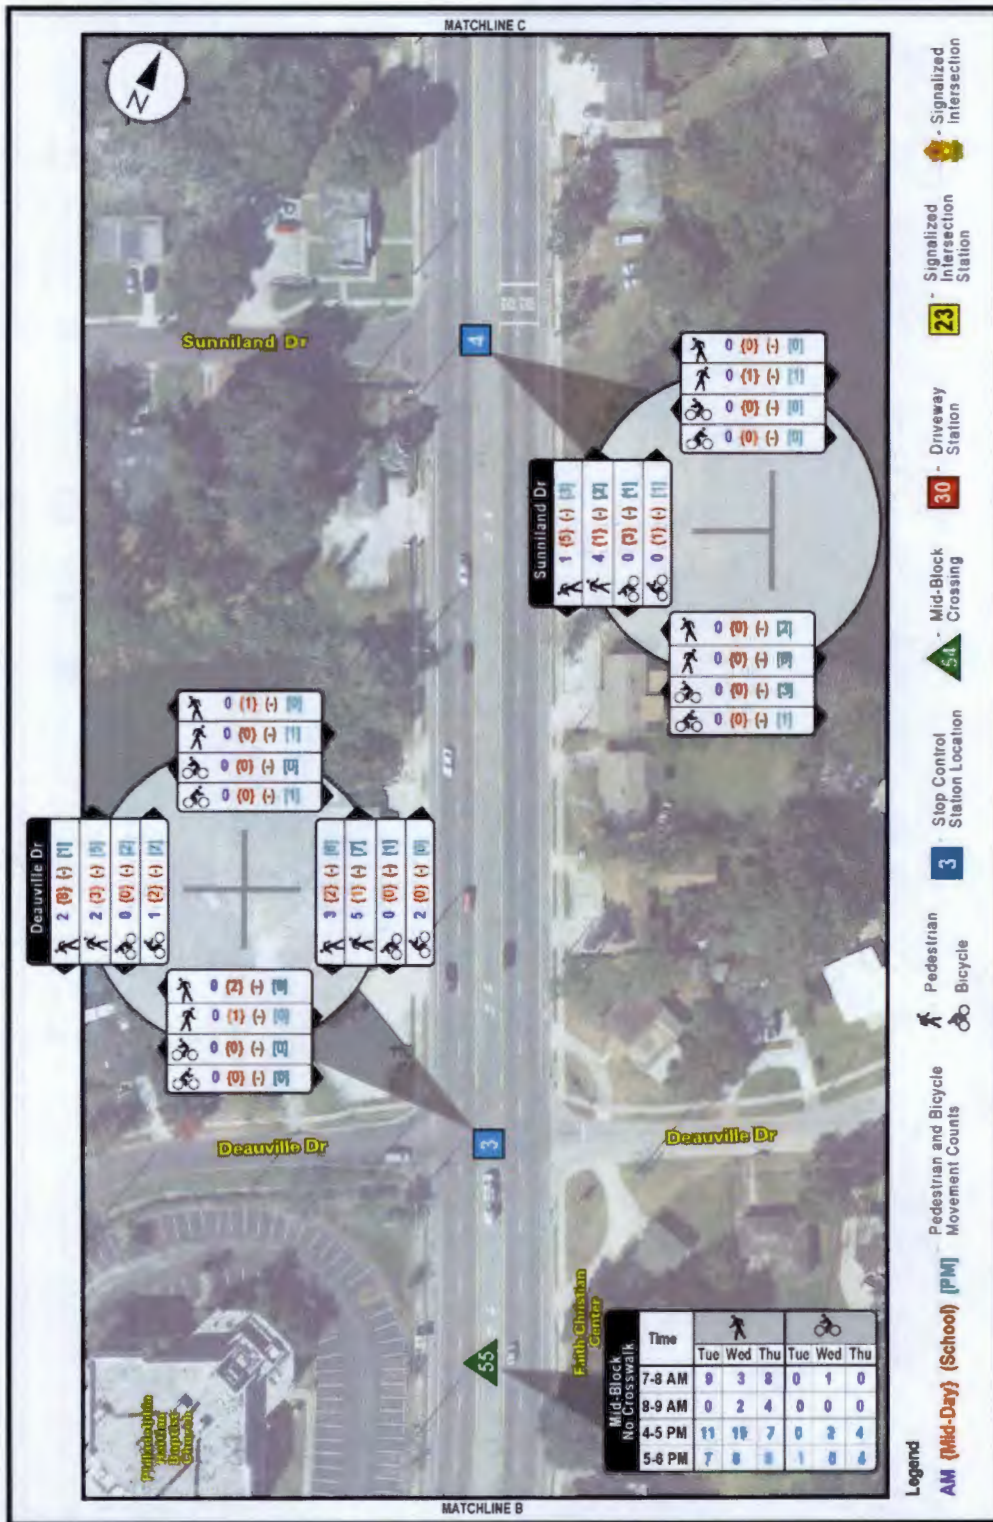 MATCHLINE C
N
Sunniland Dr
4
Sunniland Dr
1 {5} (-) [3]
4 {1} (-) [2]
0 {3} (-) [1]
0 {1} (-) [1]
0 {0} (-) [0]
0 {1} (-) [1]
0 {0} (-) [0]
0 {0} (-) [0]
0 {0} (-) [2]
0 {0} (-)
0 {0} (-) [3]
0 {0} (-) [1]
Deauville Dr
2 {8} (-) [1]
2 {3} (-) [5]
0 {0} (-) [2]
1 {2} (-) [2]
0 {1} (-) [0]
0 {0} (-) [1]
0 {0} (-) [0]
0 {0} (-) [1]
3 {2} (-) [6]
5 {1} (-) [7]
0 {0} (-) [1]
2 {0} (-) [0]
0 {2} (-)
0 {1} (-) [0]
0 {0} (-) [0]
0 {0} (-) [0]
Deauville Dr
3
Deauville Dr
55
Faith Christian
Center
Philadelphia
Haitian
Baptist
Church
Mid-Block
No Crosswalk
Time
Tue Wed Thu Tue Wed Thu
7-8 AM 9 3 8 0 1 0
8-9 AM 0 2 4 0 0 0
4-5 PM 11 15 7 0 2 4
5-6 PM 7 1 4
MATCHLINE B
Legend
AM {Mid-Day} (School) [PM] - Pedestrian and Bicycle
Movement Counts
Pedestrian
Bicycle
3 - Stop Control
Station Location
54 - Mid-Block
Crossing
30 - Driveway
Station
23 - Signalized
Intersection
Station
- Signalized
Intersection